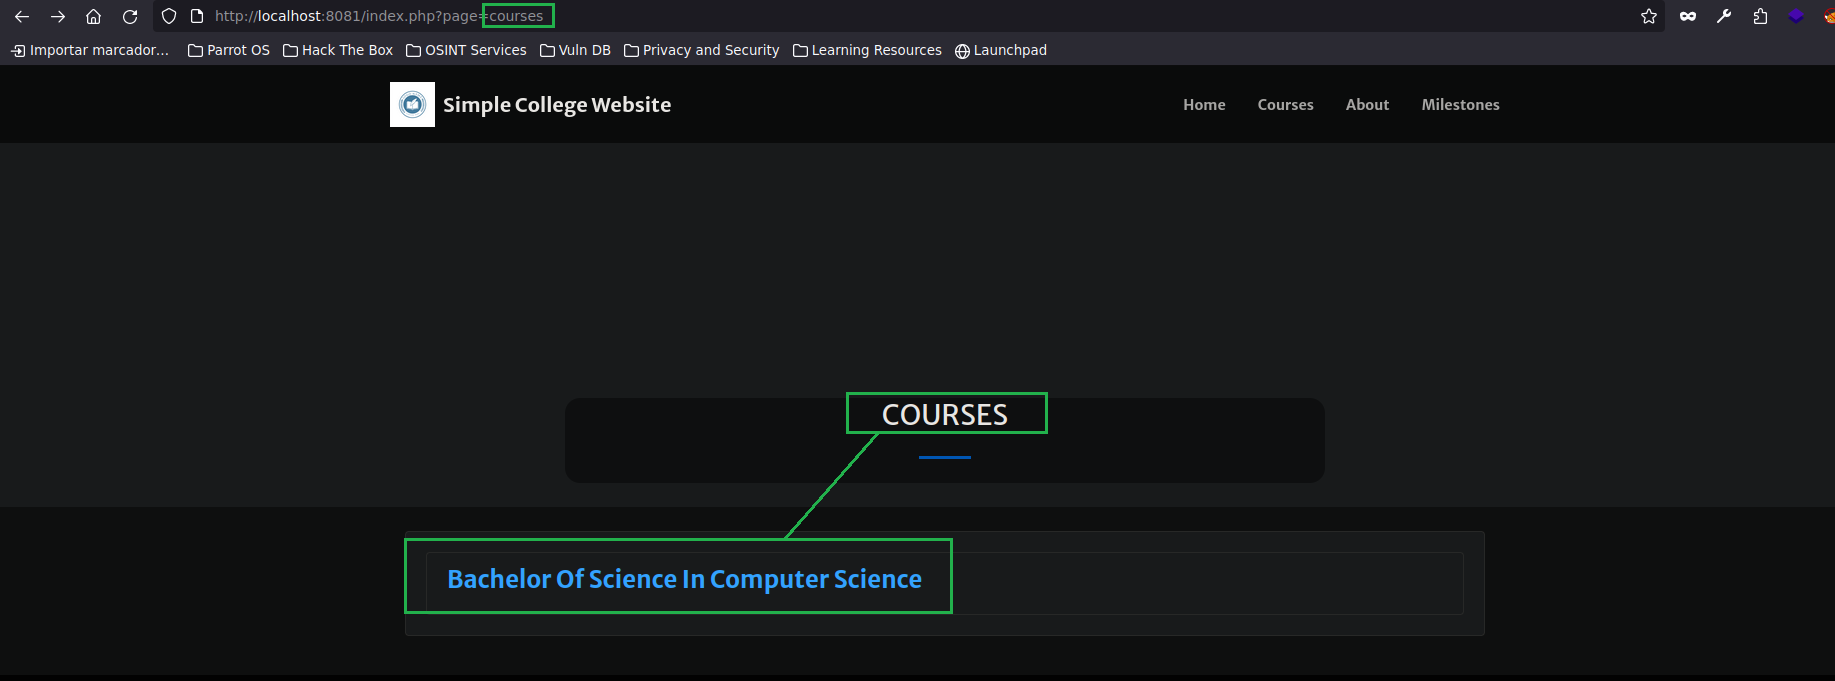 http://localhost:8081/index.php?page=courses
Importar marcador... Parrot OS Hack The Box OSINT Services Vuln DB Privacy and Security Learning Resources Launchpad
Simple College Website Home Courses About Milestones
COURSES
Bachelor Of Science In Computer Science